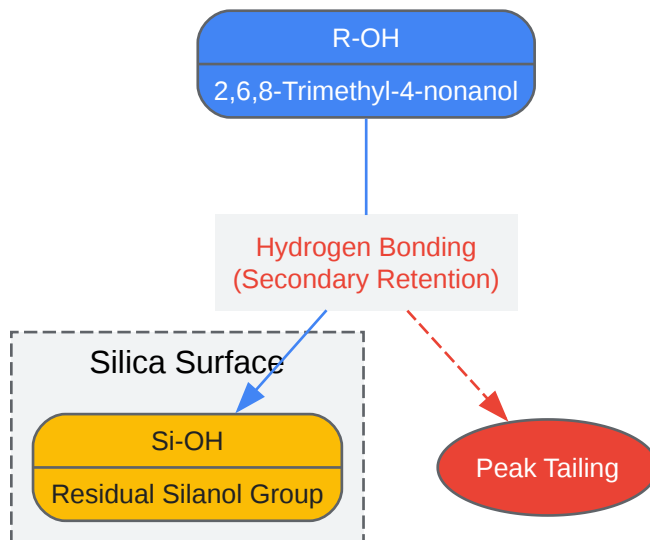 R-OH
2,6,8-Trimethyl-4-nonanol
Hydrogen Bonding
(Secondary Retention)
Silica Surface
Si-OH
Residual Silanol Group
Peak Tailing